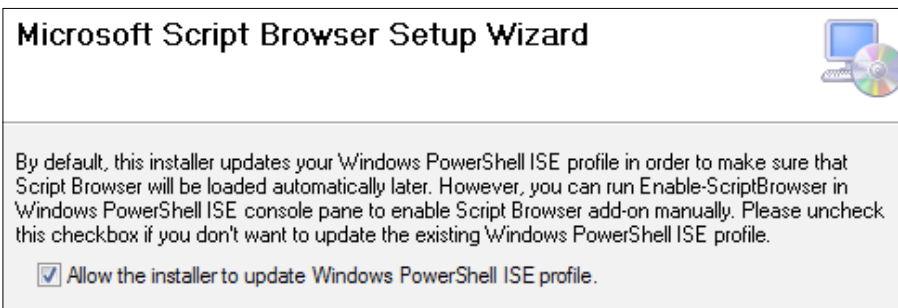 Microsoft Script Browser Setup Wizard
By default, this installer updates your Windows PowerShell ISE profile in order to make sure that
Script Browser will be loaded automatically later. However, you can run Enable-ScriptBrowser in
Windows PowerShell ISE console pane to enable Script Browser add-on manually. Please uncheck
this checkbox if you don't want to update the existing Windows PowerShell ISE profile.
Allow the installer to update Windows PowerShell ISE profile.